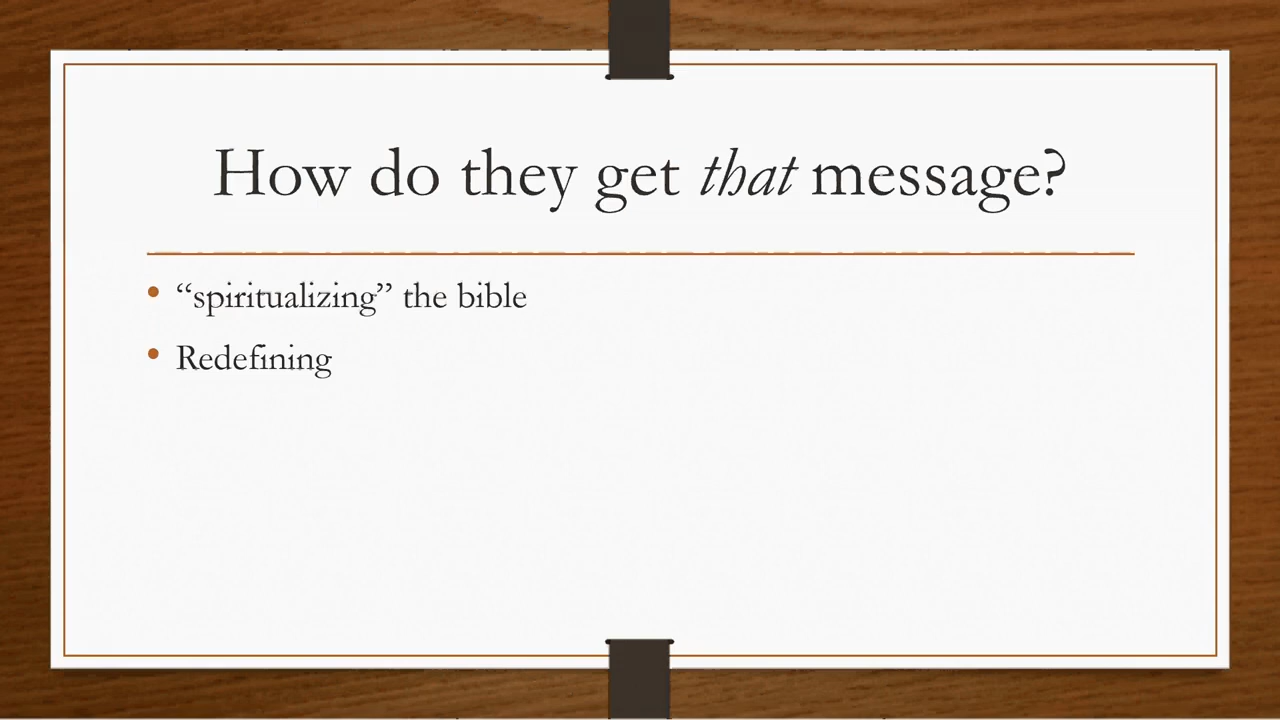 How do they get that message?
“spiritualizing” the bible
Redefining